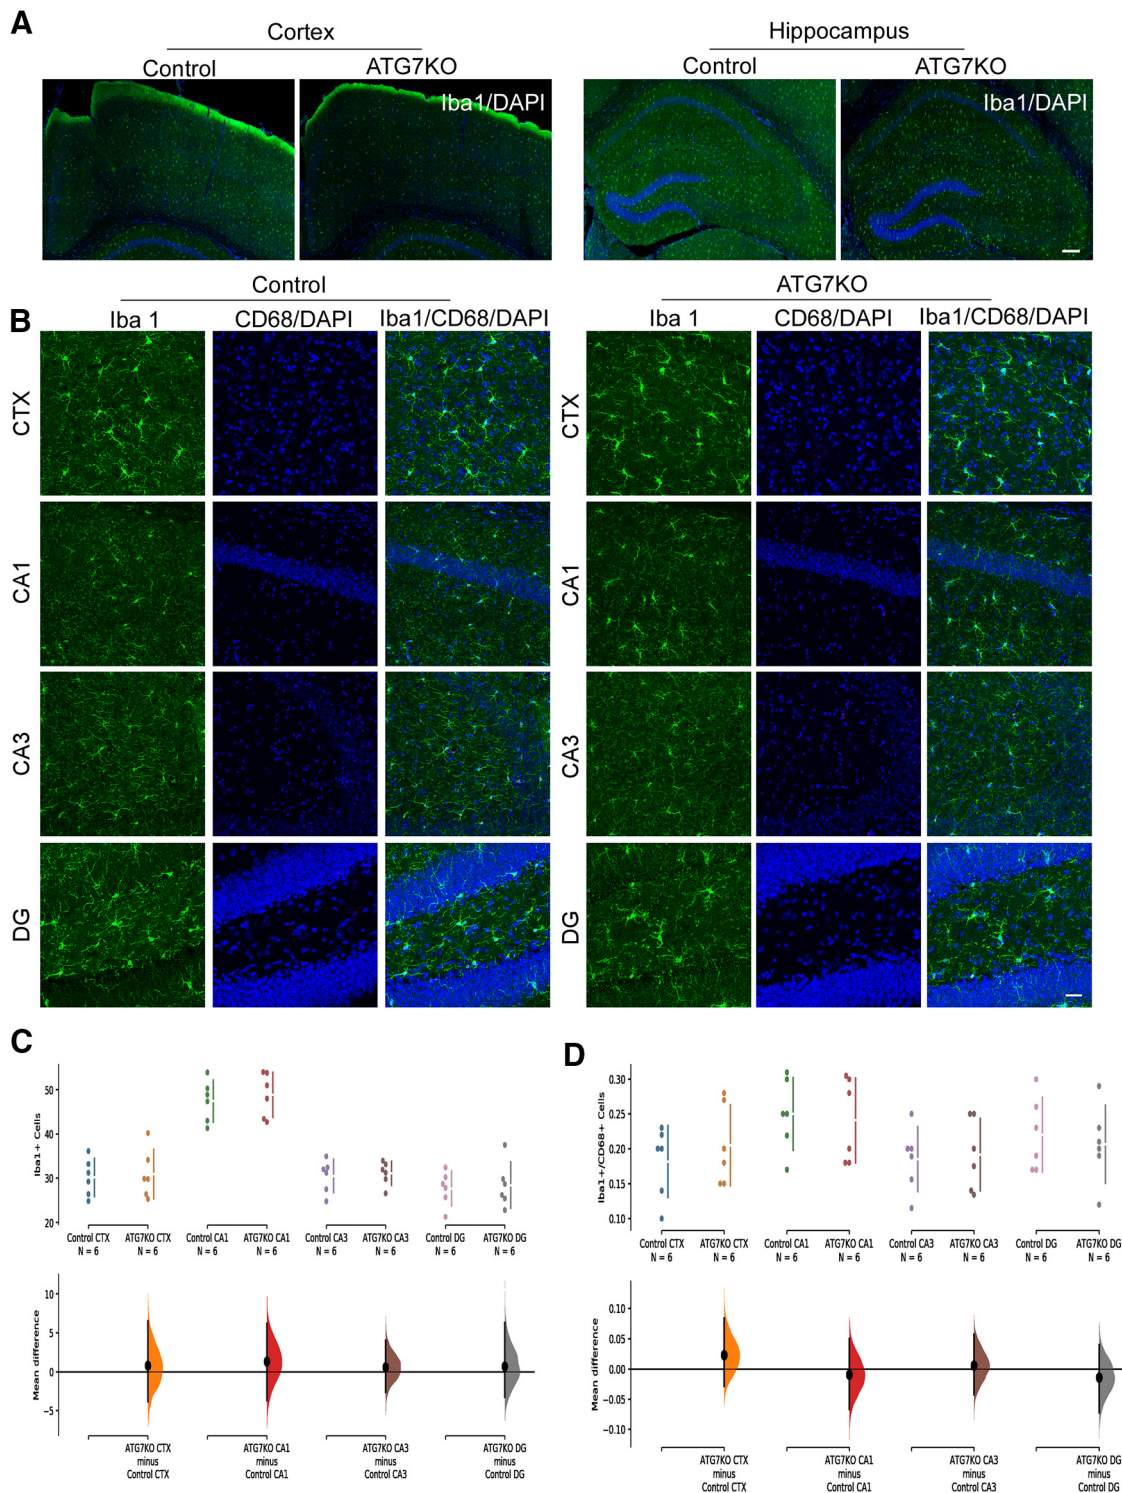 A
Cortex
Hippocampus
Control
ATG7KO
Control
ATG7KO
Iba1/DAPI
Iba1/DAPI
B
Control
ATG7KO
Iba 1
CD68/DAPI
Iba1/CD68/DAPI
Iba 1
CD68/DAPI
Iba1/CD68/DAPI
CTX
CTX
CA1
CA1
CA3
CA3
DG
DG
C
Iba1+ Cells
50
40
30
20
Control CTX
N = 6
ATG7KO CTX
N = 6
Control CA1
N = 6
ATG7KO CA1
N = 6
Control CA3
N = 6
ATG7KO CA3
N = 6
Control DG
N = 6
ATG7KO DG
N = 6
Mean difference
10
5
0
−5
ATG7KO CTX
minus
Control CTX
ATG7KO CA1
minus
Control CA1
ATG7KO CA3
minus
Control CA3
ATG7KO DG
minus
Control DG
D
Iba1+/CD68+ Cells
0.30
0.25
0.20
0.15
0.10
Control CTX
N = 6
ATG7KO CTX
N = 6
Control CA1
N = 6
ATG7KO CA1
N = 6
Control CA3
N = 6
ATG7KO CA3
N = 6
Control DG
N = 6
ATG7KO DG
N = 6
Mean difference
0.10
0.05
0.00
−0.05
−0.10
ATG7KO CTX
minus
Control CTX
ATG7KO CA1
minus
Control CA1
ATG7KO CA3
minus
Control CA3
ATG7KO DG
minus
Control DG